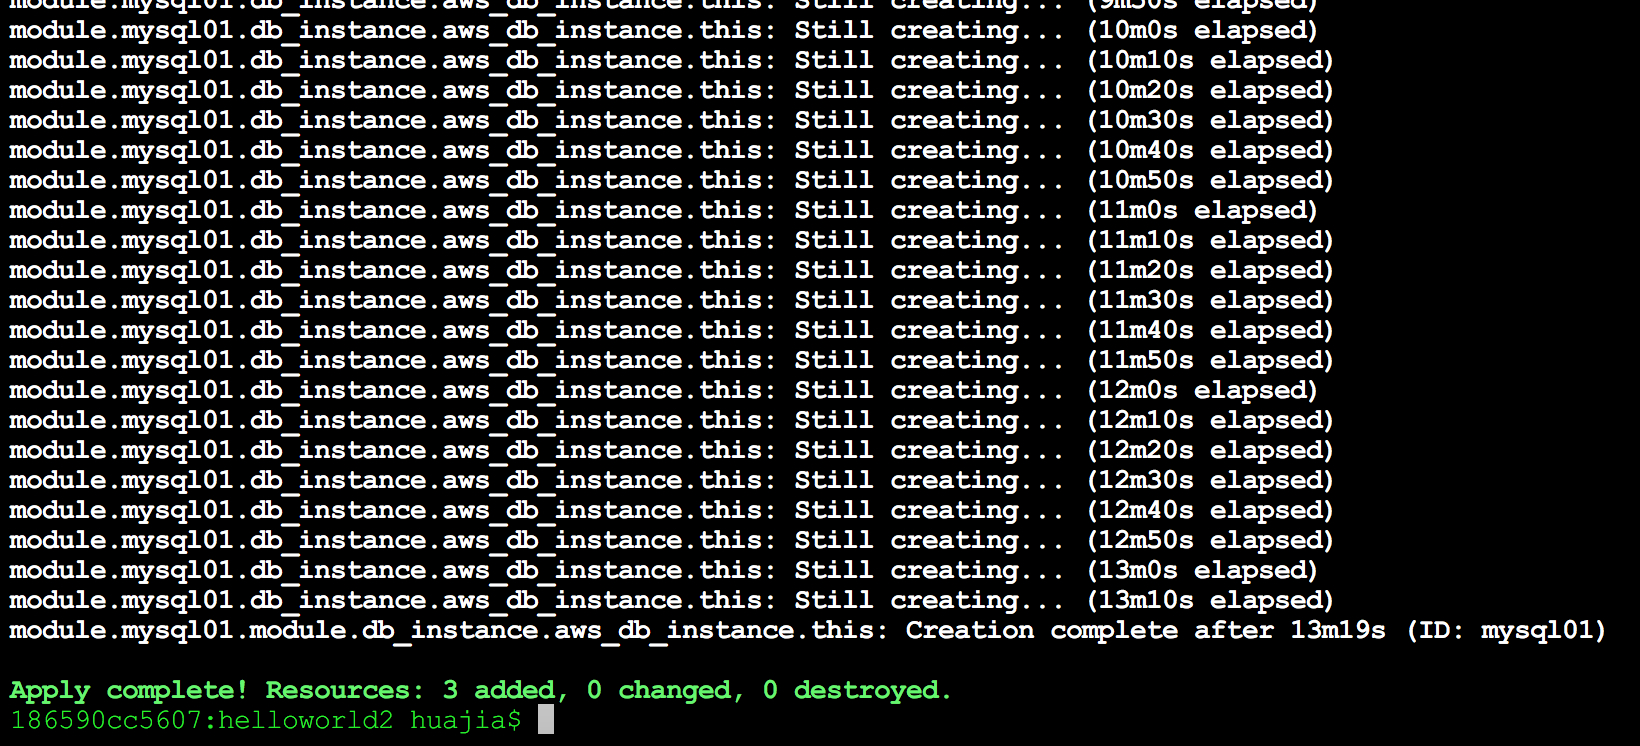 module.mysql01.db_instance.aws_db_instance.this: Still creating... (9m50s elapsed)
module.mysql01.db_instance.aws_db_instance.this: Still creating... (10m0s elapsed)
module.mysql01.db_instance.aws_db_instance.this: Still creating... (10m10s elapsed)
module.mysql01.db_instance.aws_db_instance.this: Still creating... (10m20s elapsed)
module.mysql01.db_instance.aws_db_instance.this: Still creating... (10m30s elapsed)
module.mysql01.db_instance.aws_db_instance.this: Still creating... (10m40s elapsed)
module.mysql01.db_instance.aws_db_instance.this: Still creating... (10m50s elapsed)
module.mysql01.db_instance.aws_db_instance.this: Still creating... (11m0s elapsed)
module.mysql01.db_instance.aws_db_instance.this: Still creating... (11m10s elapsed)
module.mysql01.db_instance.aws_db_instance.this: Still creating... (11m20s elapsed)
module.mysql01.db_instance.aws_db_instance.this: Still creating... (11m30s elapsed)
module.mysql01.db_instance.aws_db_instance.this: Still creating... (11m40s elapsed)
module.mysql01.db_instance.aws_db_instance.this: Still creating... (11m50s elapsed)
module.mysql01.db_instance.aws_db_instance.this: Still creating... (12m0s elapsed)
module.mysql01.db_instance.aws_db_instance.this: Still creating... (12m10s elapsed)
module.mysql01.db_instance.aws_db_instance.this: Still creating... (12m20s elapsed)
module.mysql01.db_instance.aws_db_instance.this: Still creating... (12m30s elapsed)
module.mysql01.db_instance.aws_db_instance.this: Still creating... (12m40s elapsed)
module.mysql01.db_instance.aws_db_instance.this: Still creating... (12m50s elapsed)
module.mysql01.db_instance.aws_db_instance.this: Still creating... (13m0s elapsed)
module.mysql01.db_instance.aws_db_instance.this: Still creating... (13m10s elapsed)
module.mysql01.module.db_instance.aws_db_instance.this: Creation complete after 13m19s (ID: mysql01)
Apply complete! Resources: 3 added, 0 changed, 0 destroyed.
186590cc5607:helloworld2 huajia$